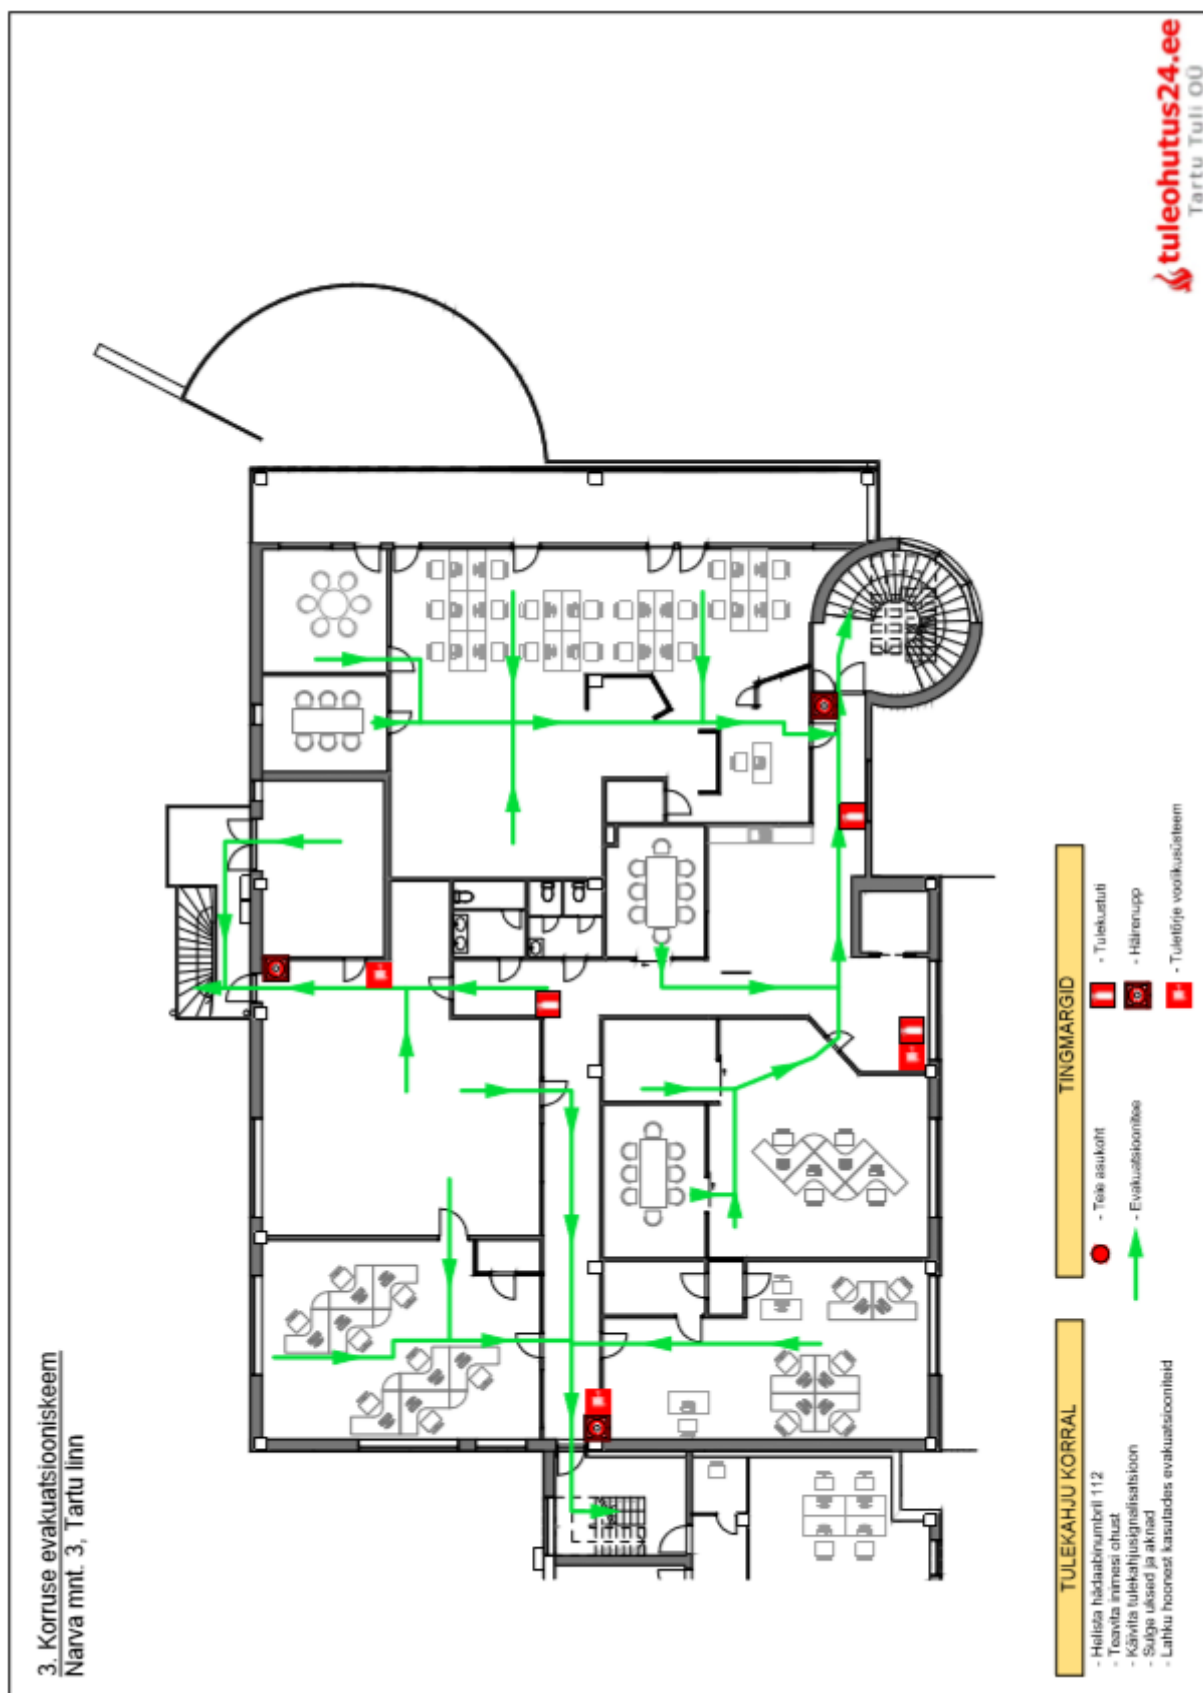 3. Korruse evakuatsiooniskeem
Narva mnt. 3, Tartu linn
TULEKAHJU KORRAL
- Helista hädaabinumbril 112
- Teavita inimesi ohust
- Käivita tulekahjusignalisatsioon
- Sulge uksed ja aknad
- Lahku hoonest kasutades evakuatsiooniteid
TINGMARGID
- Teie asukoht
- Evakuatsioonitee
- Tulekustuti
- Häirenupp
- Tuletõrje voolikusüsteem
tuleohutus24.ee
Tartu Tuli OÜ